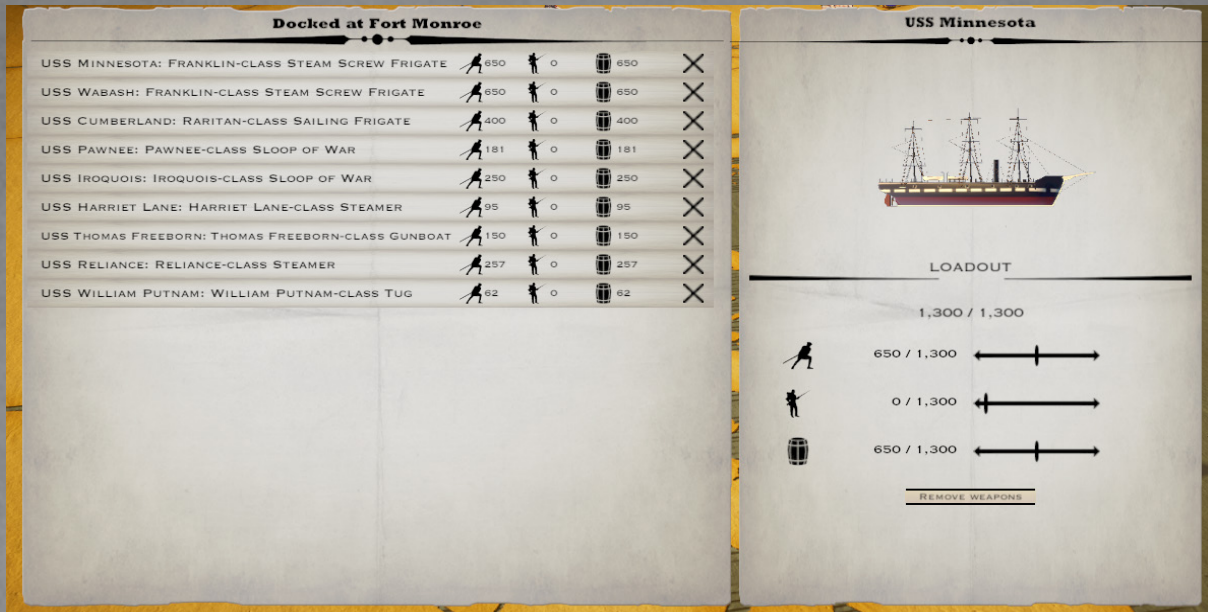 Docked at Fort Monroe
USS Minnesota: Franklin-class Steam Screw Frigate 650 0 650
USS Wabash: Franklin-class Steam Screw Frigate 650 0 650
USS Cumberland: Raritan-class Sailing Frigate 400 0 400
USS Pawnee: Pawnee-class Sloop of War 181 0 181
USS Iroquois: Iroquois-class Sloop of War 250 0 250
USS Harriet Lane: Harriet Lane-class Steamer 95 0 95
USS Thomas Freeborn: Thomas Freeborn-class Gunboat 150 0 150
USS Reliance: Reliance-class Steamer 257 0 257
USS William Putnam: William Putnam-class Tug 62 0 62
USS Minnesota
Loadout
1,300 / 1,300
650 / 1,300
0 / 1,300
650 / 1,300
Remove weapons